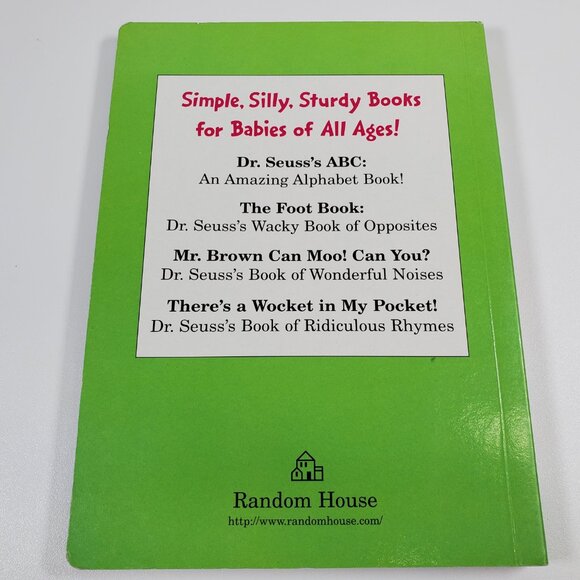 Simple, Silly, Sturdy Books
for Babies of All Ages!
Dr. Seuss's ABC:
An Amazing Alphabet Book!
The Foot Book:
Dr. Seuss's Wacky Book of Opposites
Mr. Brown Can Moo! Can You?
Dr. Seuss's Book of Wonderful Noises
There's a Wocket in My Pocket!
Dr. Seuss's Book of Ridiculous Rhymes
Random House
http://www.randomhouse.com/